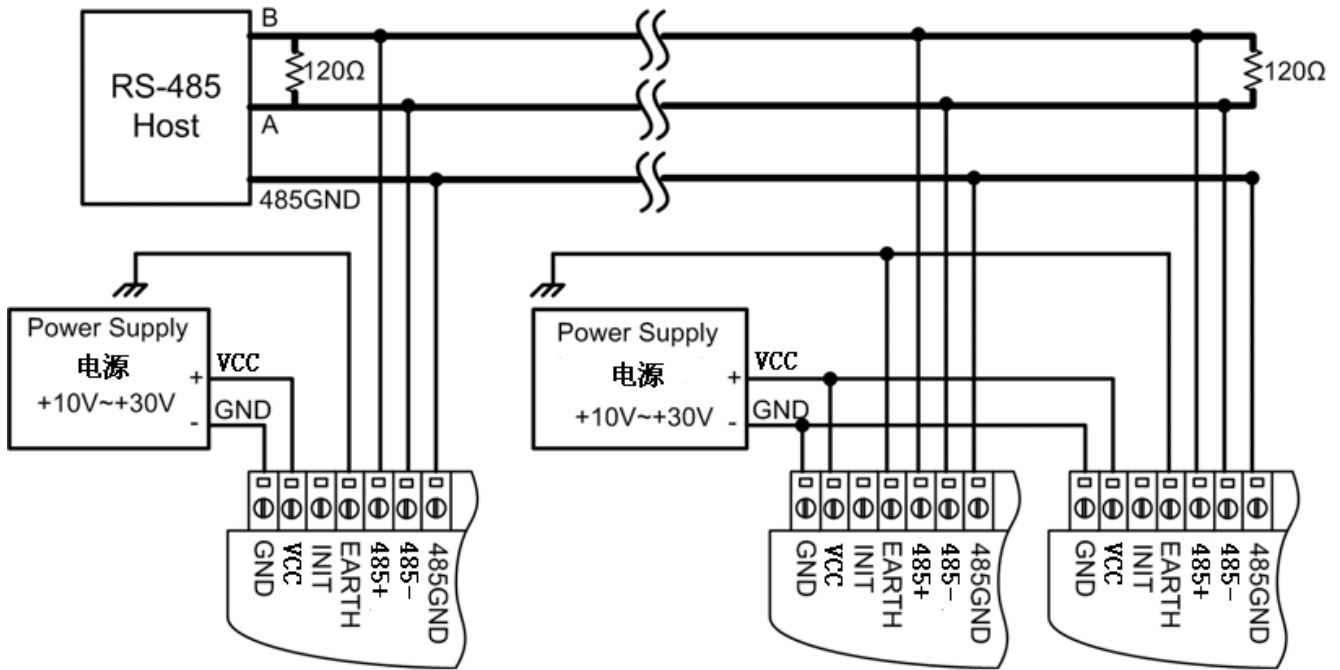 B
RS-485
Host
120Ω
120Ω
A
485GND
Power Supply
电源
+10V~+30V
+
-
VCC
GND
Power Supply
电源
+10V~+30V
+
-
VCC
GND
GND
VCC
INIT
EARTH
485+
485-
485GND
GND
VCC
INIT
EARTH
485+
485-
485GND
GND
VCC
INIT
EARTH
485+
485-
485GND